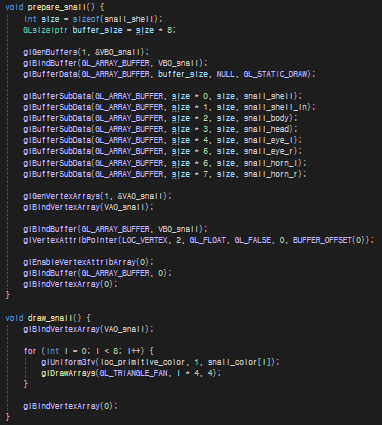 void prepare_snail() {
int size = sizeof(snail_shell);
GLsizeiptr buffer_size = size * 8;
glGenBuffers(1, &VBO_snail);
glBindBuffer(GL_ARRAY_BUFFER, VBO_snail);
glBufferData(GL_ARRAY_BUFFER, buffer_size, NULL, GL_STATIC_DRAW);
glBufferSubData(GL_ARRAY_BUFFER, size * 0, size, snail_shell);
glBufferSubData(GL_ARRAY_BUFFER, size * 1, size, snail_shell_in);
glBufferSubData(GL_ARRAY_BUFFER, size * 2, size, snail_body);
glBufferSubData(GL_ARRAY_BUFFER, size * 3, size, snail_head);
glBufferSubData(GL_ARRAY_BUFFER, size * 4, size, snail_eye_l);
glBufferSubData(GL_ARRAY_BUFFER, size * 5, size, snail_eye_r);
glBufferSubData(GL_ARRAY_BUFFER, size * 6, size, snail_horn_l);
glBufferSubData(GL_ARRAY_BUFFER, size * 7, size, snail_horn_r);
glGenVertexArrays(1, &VAO_snail);
glBindVertexArray(VAO_snail);
glBindBuffer(GL_ARRAY_BUFFER, VBO_snail);
glVertexAttribPointer(LOC_VERTEX, 2, GL_FLOAT, GL_FALSE, 0, BUFFER_OFFSET(0));
glEnableVertexAttribArray(0);
glBindBuffer(GL_ARRAY_BUFFER, 0);
glBindVertexArray(0);
}
void draw_snail() {
glBindVertexArray(VAO_snail);
for (int i = 0; i < 8; i++) {
glUniform3fv(loc_primitive_color, 1, snail_color[i]);
glDrawArrays(GL_TRIANGLE_FAN, i * 4, 4);
}
glBindVertexArray(0);
}